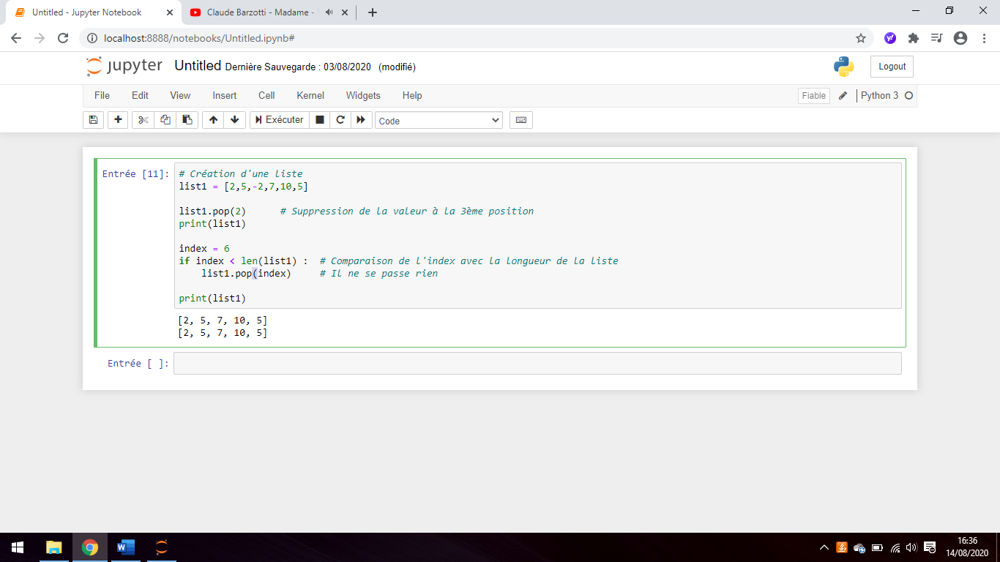 Untitled - Jupyter Notebook
Claude Barzotti - Madame -
localhost:8888/notebooks/Untitled.ipynb#
jupyter Untitled Dernière Sauvegarde : 03/08/2020 (modifié)
Logout
File Edit View Insert Cell Kernel Widgets Help
Fiable
Python 3
Exécuter
Code
Entrée [11]:
# Création d'une liste
list1 = [2,5,-2,7,10,5]
list1.pop(2) # Suppression de la valeur à la 3ème position
print(list1)
index = 6
if index < len(list1) : # Comparaison de l'index avec la longueur de la liste
list1.pop(index) # Il ne se passe rien
print(list1)
[2, 5, 7, 10, 5]
[2, 5, 7, 10, 5]
Entrée [ ]:
16:36
14/08/2020